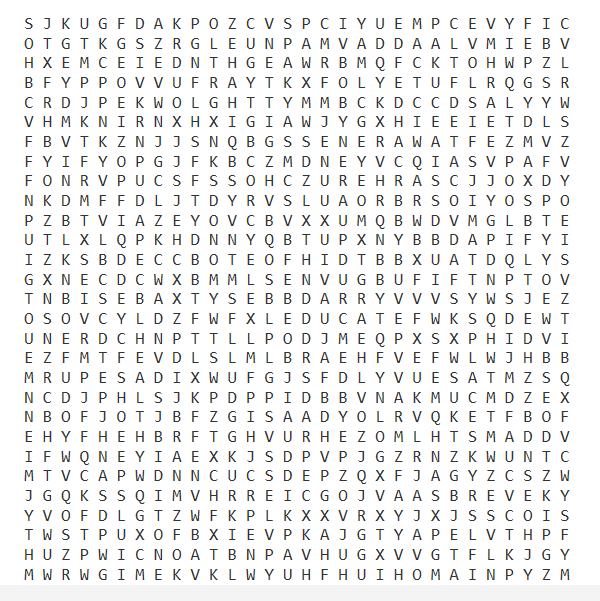 S J K U G F D A K P O Z C V S P C I Y U E M P C E V Y F I C
O T G T K G S Z R G L E U N P A M V A D D A A L V M I E B V
H X E M C E I E D N T H G E A W R B M Q F C K T O H W P Z L
B F Y P P O V V U F R A Y T K X F O L Y E T U F L R Q G S R
C R D J P E K W O L G H T T Y M M B C K D C C D S A L Y Y W
V H M K N I R N X H X I G I A W J Y G X H I E E I E T D L S
F B V T K Z N J J S N Q B G S S E N E R A W A T F E Z M V Z
F Y I F Y O P G J F K B C Z M D N E Y V C Q I A S V P A F V
F O N R V P U C S F S S O H C Z U R E H R A S C J J O X D Y
N K D M F F D L J T D Y R V S L U A O R B R S O I Y O S P O
P Z B T V I A Z E Y O V C B V X X U M Q B W D V M G L B T E
U T L X L Q P K H D N N Y Q B T U P X N Y B B D A P I F Y I
I Z K S B D E C C B O T E O F H I D T B B X U A T D Q L Y S
G X N E C D C W X B M M L S E N V U G B U F I F T N P T O V
T N B I S E B A X T Y S E B B D A R R Y V V V S Y W S J E Z
O S O V C Y L D Z F W F X L E D U C A T E F W K S Q D E W T
U N E R D C H N P T T L L P O D J M E Q P X S X P H I D V I
E Z F M T F E V D L S L M L B R A E H F V E F W L W J H B B
M R U P E S A D I X W U F G J S F D L Y V U E S A T M Z S Q
N C D J P H L S J K P D P P I D B B V N A K M U C M D Z E X
N B O F J O T J B F Z G I S A A D Y O L R V Q K E T F B O F
E H Y F H E H B R F T G H V U R H E Z O M L H T S M A D D V
I F W Q N E Y I A E X K J S D P V P J G Z R N Z K W U N T C
M T V C A P W D N N C U C S D E P Z Q X F J A G Y Z C S Z W
J G Q K S S Q I M V H R R E I C G O J V A A S B R E V E K Y
Y V O F D L G T Z W F K P L K X X V R X Y J X J S S C O I S
T W S T P U X O F B X I E V P K A J G T Y A P E L V T H P F
H U Z P W I C N O A T B N P A V H U G X V V G T F L K J G Y
M W R W G I M E K V K L W Y U H F H U I H O M A I N P Y Z M